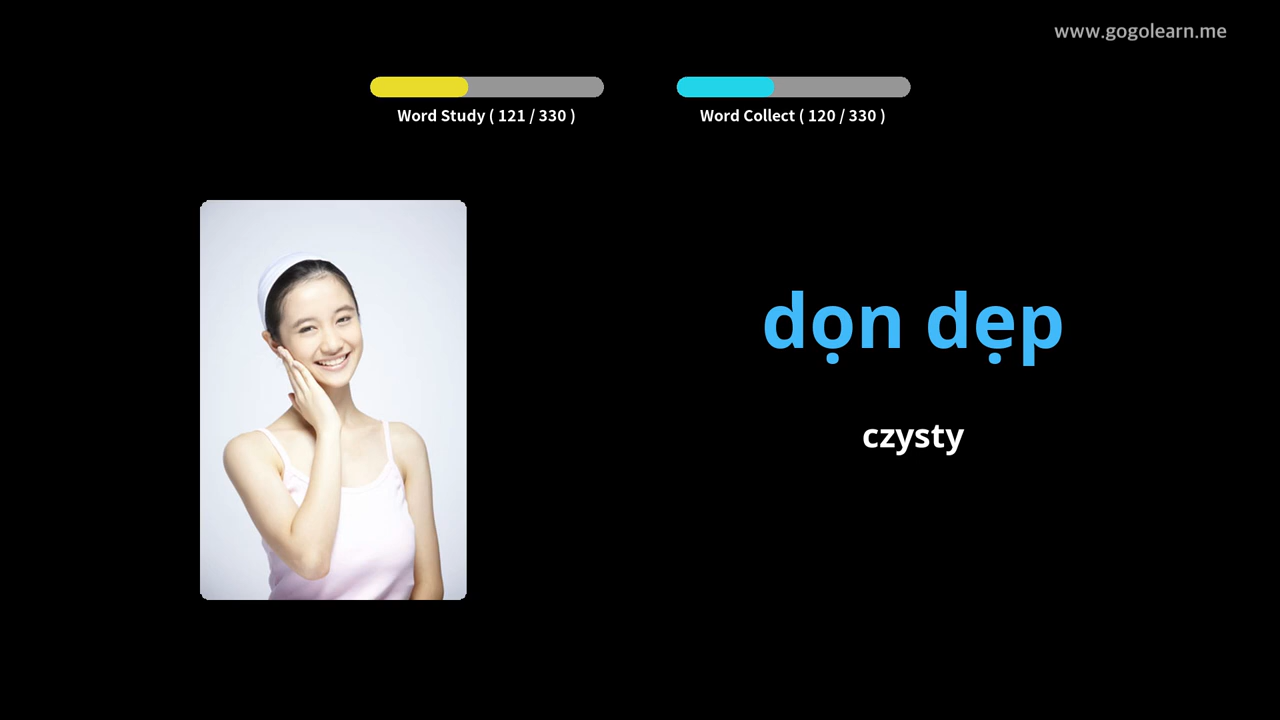 www.gogolearn.me
Word Study ( 121 / 330 )
Word Collect ( 120 / 330 )
dọn dẹp
czysty